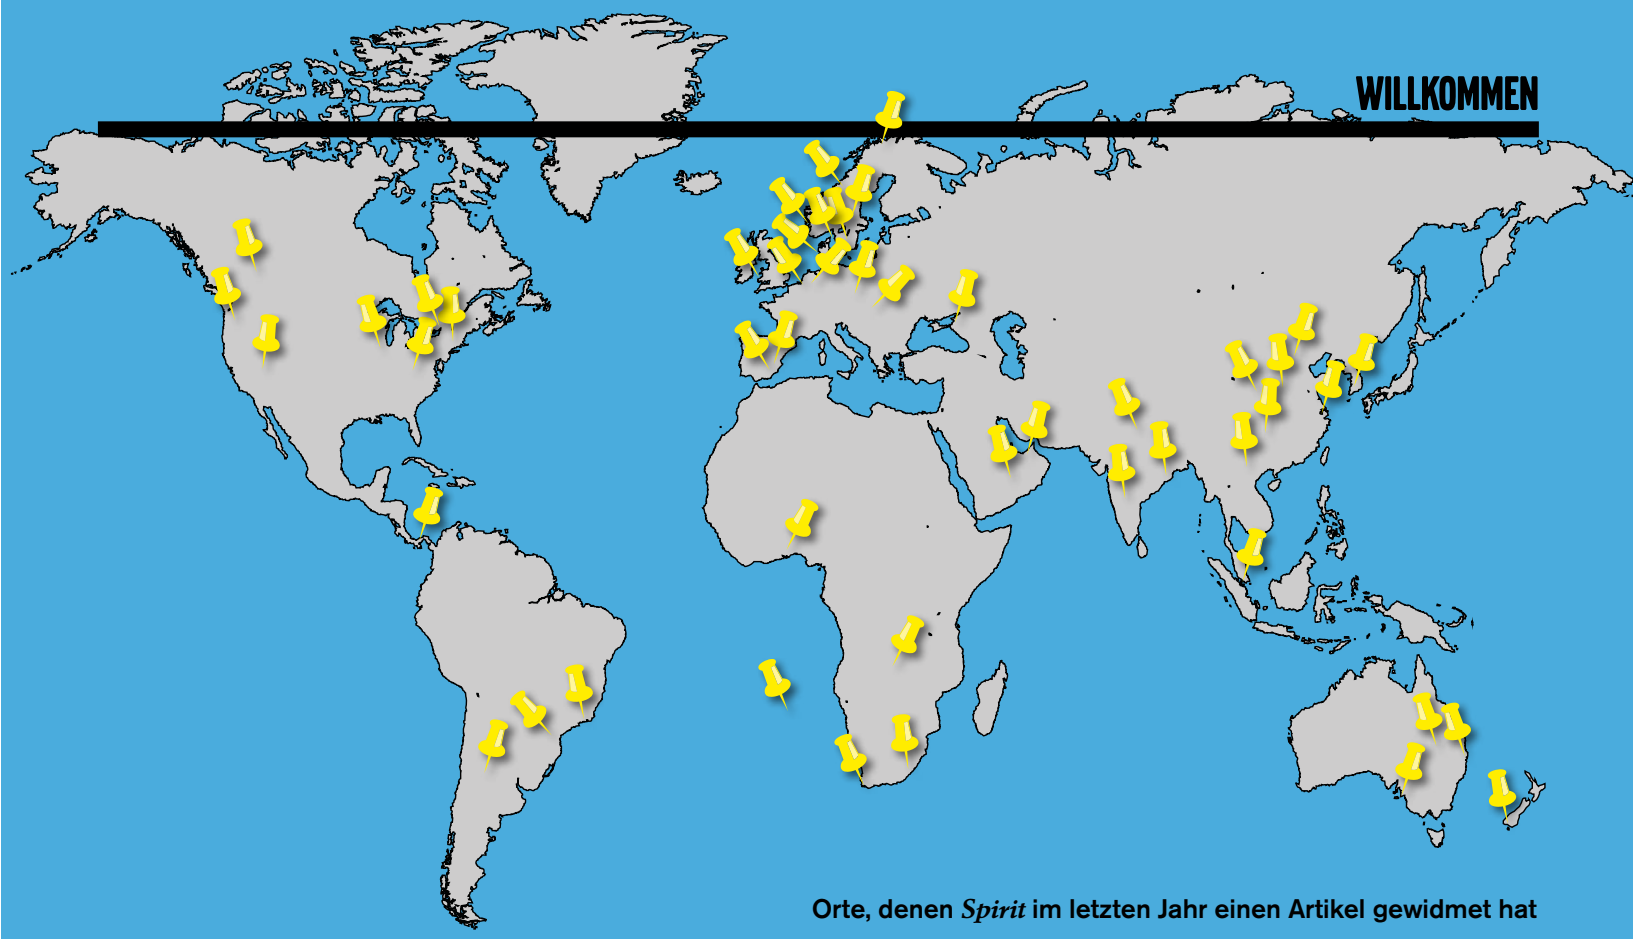 WILLKOMMEN
Orte, denen Spirit im letzten Jahr einen Artikel gewidmet hat